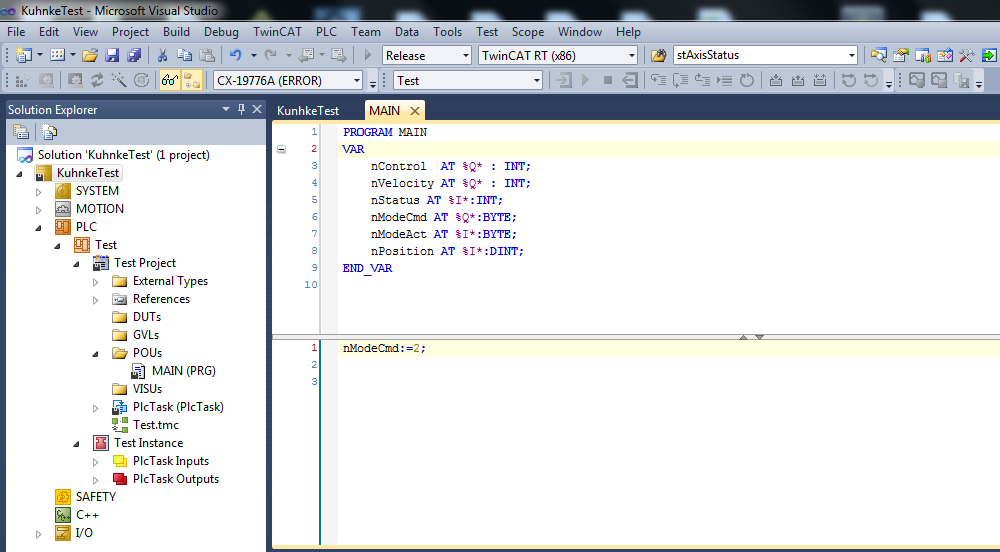 KuhnkeTest - Microsoft Visual Studio
File Edit View Project Build Debug TwinCAT PLC Team Data Tools Test Scope Window Help
Release TwinCAT RT (x86) stAxisStatus
CX-19776A (ERROR) Test
Solution Explorer
Solution 'KuhnkeTest' (1 project)
KuhnkeTest
SYSTEM
MOTION
PLC
Test
Test Project
External Types
References
DUTs
GVLs
POUs
MAIN (PRG)
VISUs
PlcTask (PlcTask)
Test.tmc
Test Instance
PlcTask Inputs
PlcTask Outputs
SAFETY
C++
I/O
KunhkeTest MAIN
1 PROGRAM MAIN
2 VAR
3 nControl AT %Q* : INT;
4 nVelocity AT %Q* : INT;
5 nStatus AT %I*:INT;
6 nModeCmd AT %Q*:BYTE;
7 nModeAct AT %I*:BYTE;
8 nPosition AT %I*:DINT;
9 END_VAR
10
1 nModeCmd:=2;
2
3